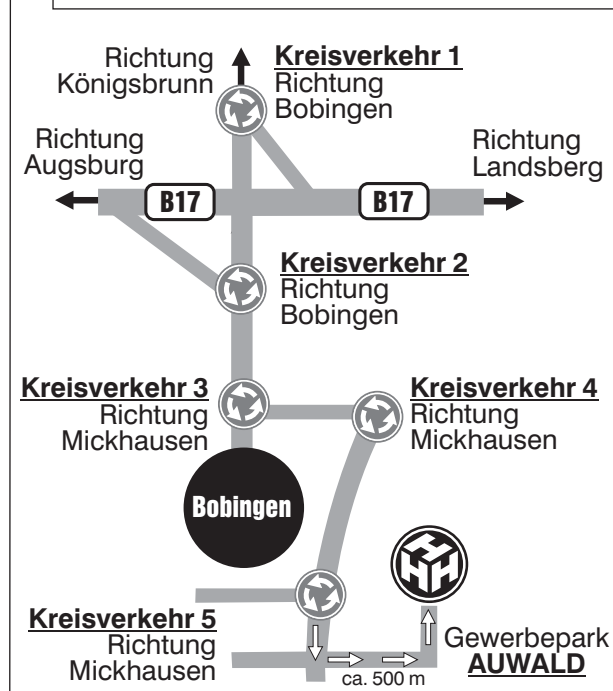 Richtung
Königsbrunn
Kreisverkehr 1
Richtung
Bobingen
Richtung
Augsburg
Richtung
Landsberg
B17
B17
Kreisverkehr 2
Richtung
Bobingen
Kreisverkehr 3
Richtung
Mickhausen
Kreisverkehr 4
Richtung
Mickhausen
Bobingen
HHH
Kreisverkehr 5
Richtung
Mickhausen
ca. 500 m
Gewerbepark
AUWALD